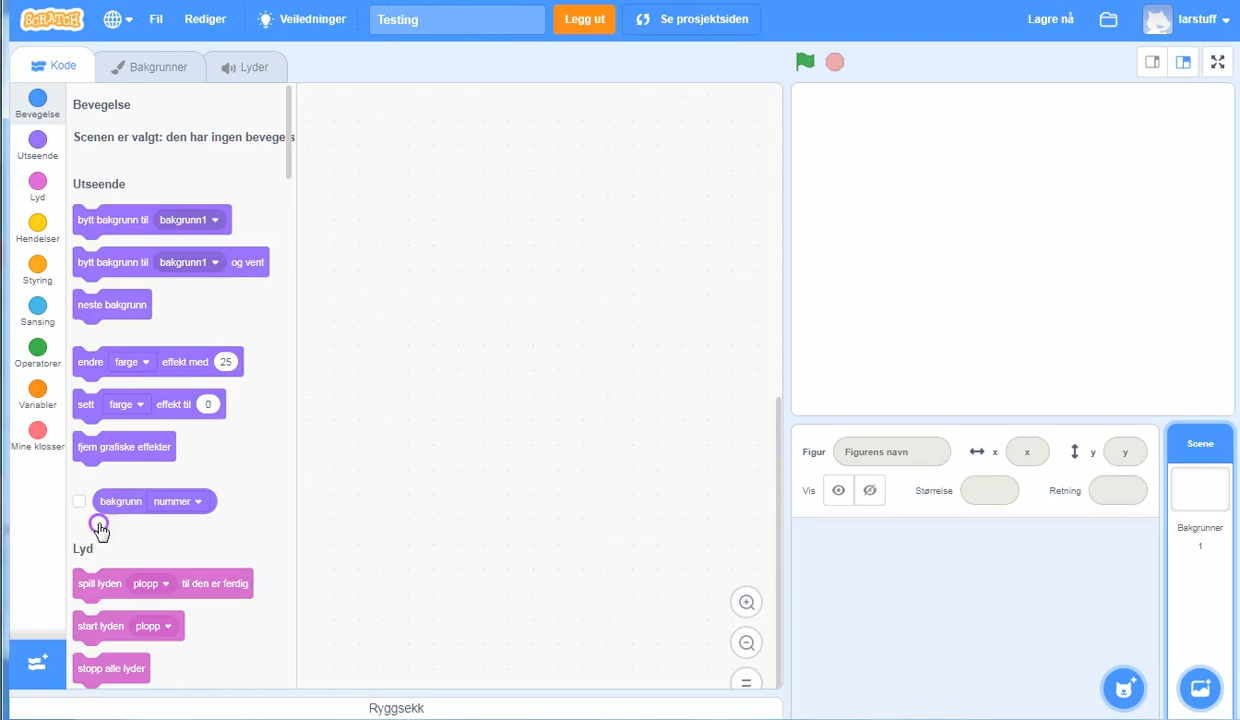 SCRATCH Fil Rediger Veiledninger Testing Legg ut Se prosjektsiden Lagre nå larstuff
Kode Bakgrunner Lyder
Bevegelse
Utseende
Lyd
Hendelser
Styring
Sansing
Operatorer
Variabler
Mine klosser
Bevegelse
Scenen er valgt: den har ingen beveges
Utseende
bytt bakgrunn til bakgrunn1
bytt bakgrunn til bakgrunn1 og vent
neste bakgrunn
endre farge effekt med 25
sett farge effekt til 0
fjern grafiske effekter
bakgrunn nummer
Lyd
spill lyden plopp til den er ferdig
start lyden plopp
stopp alle lyder
Ryggsekk
Figur Figurens navn x x y y
Vis Størrelse Retning
Scene
Bakgrunner
1